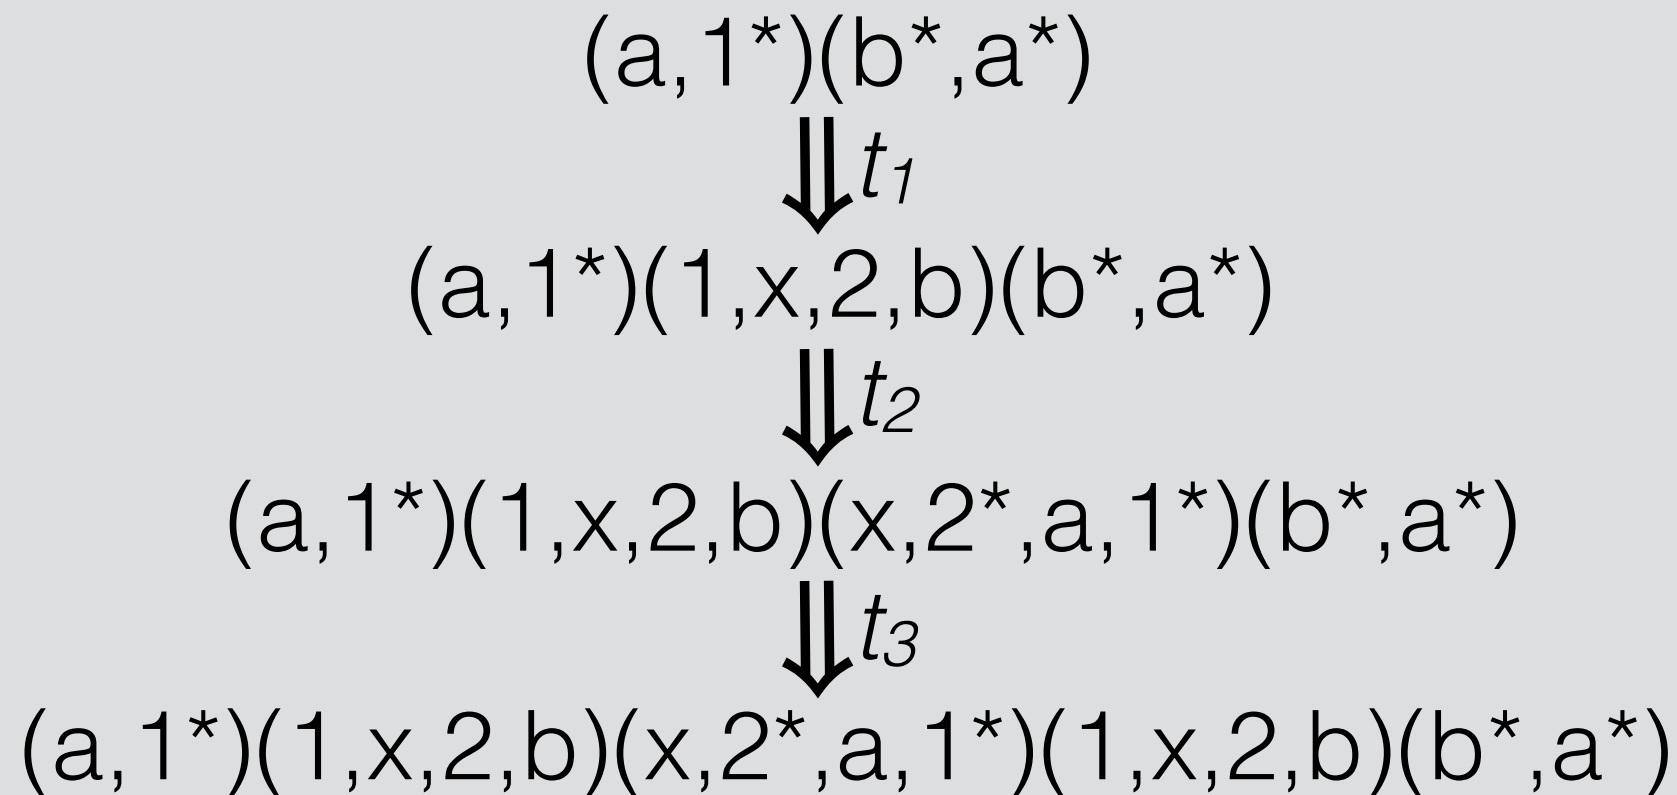 (a,1*)(b*,a*)
⇓t1
(a,1*)(1,x,2,b)(b*,a*)
⇓t2
(a,1*)(1,x,2,b)(x,2*,a,1*)(b*,a*)
⇓t3
(a,1*)(1,x,2,b)(x,2*,a,1*)(1,x,2,b)(b*,a*)